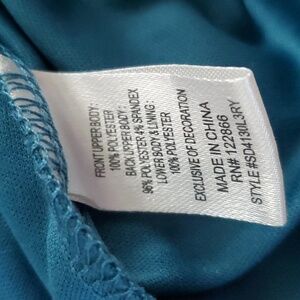 FRONT UPPER BODY:
100% POLYESTER
BACK UPPER BODY:
96% POLYESTER 4% SPANDEX
LOWER BODY & LINING:
100% POLYESTER
EXCLUSIVE OF DECORATION
MADE IN CHINA
RN# 122866
STYLE #SD4130L3RY